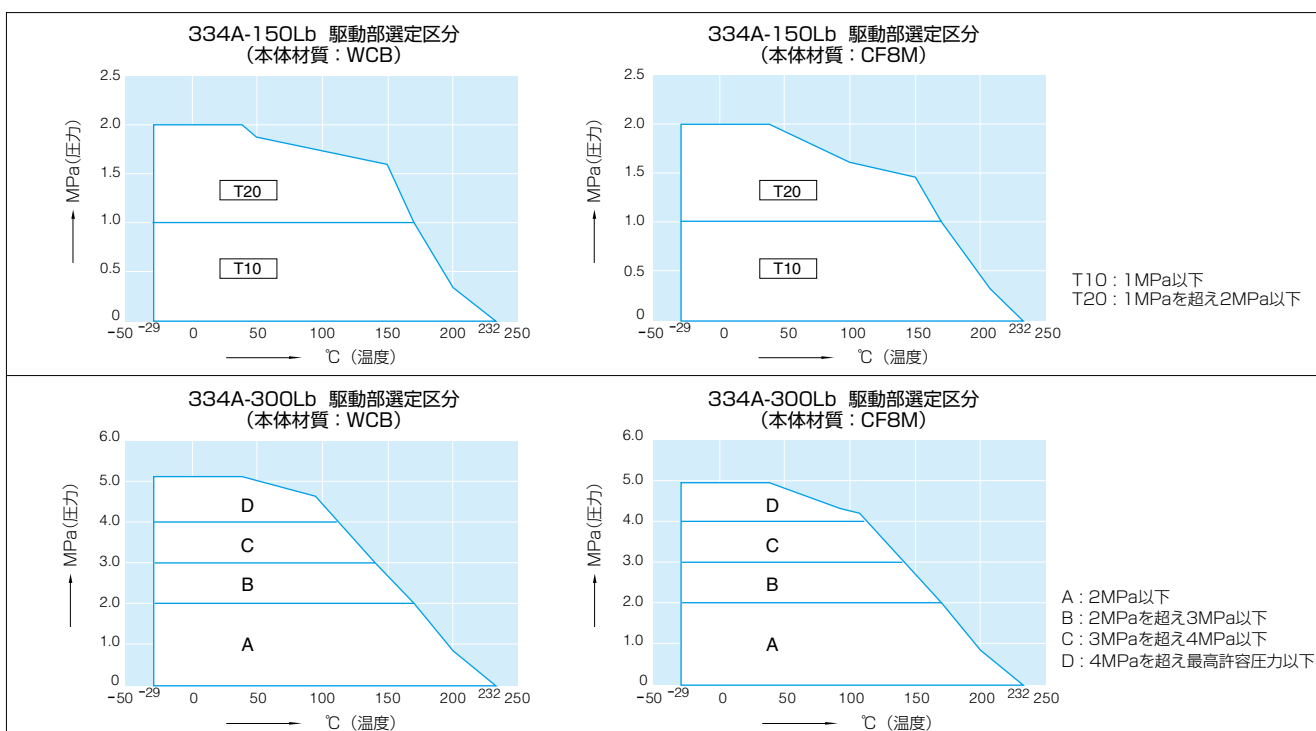 334A-150Lb 駆動部選定区分
(本体材質：WCB)
2.5
2.0
1.5
1.0
0.5
0
MPa(圧力)
T20
T10
-50
-29
0
50
100
150
200
232
250
℃（温度）
334A-150Lb 駆動部選定区分
(本体材質：CF8M)
2.5
2.0
1.5
1.0
0.5
0
MPa(圧力)
T20
T10
-50
-29
0
50
100
150
200
232
250
℃（温度）
T10：1MPa以下
T20：1MPaを超え2MPa以下
334A-300Lb 駆動部選定区分
(本体材質：WCB)
6.0
5.0
4.0
3.0
2.0
1.0
0
MPa(圧力)
D
C
B
A
-50
-29
0
50
100
150
200
232
250
℃（温度）
334A-300Lb 駆動部選定区分
(本体材質：CF8M)
6.0
5.0
4.0
3.0
2.0
1.0
0
MPa(圧力)
D
C
B
A
-50
-29
0
50
100
150
200
232
250
℃（温度）
A：2MPa以下
B：2MPaを超え3MPa以下
C：3MPaを超え4MPa以下
D：4MPaを超え最高許容圧力以下